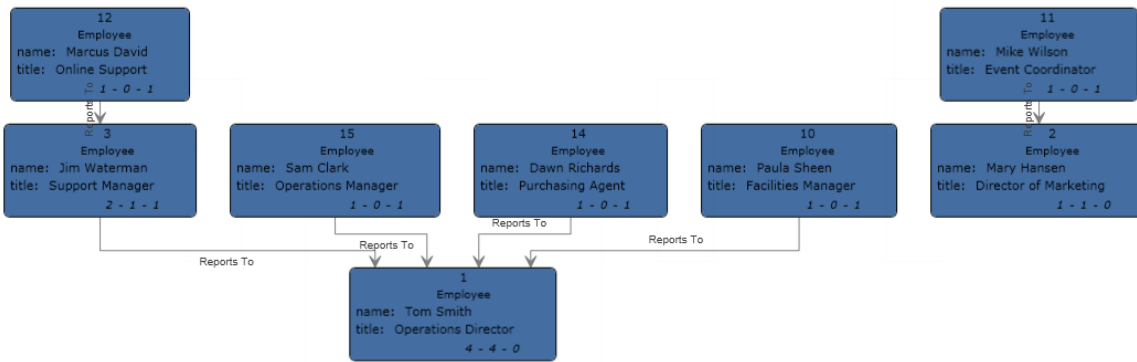 12
Employee
name: Marcus David
title: Online Support
1 - 0 - 1
Reports To
11
Employee
name: Mike Wilson
title: Event Coordinator
1 - 0 - 1
Reports To
3
Employee
name: Jim Waterman
title: Support Manager
2 - 1 - 1
15
Employee
name: Sam Clark
title: Operations Manager
1 - 0 - 1
14
Employee
name: Dawn Richards
title: Purchasing Agent
1 - 0 - 1
10
Employee
name: Paula Sheen
title: Facilities Manager
1 - 0 - 1
2
Employee
name: Mary Hansen
title: Director of Marketing
1 - 1 - 0
Reports To
Reports To
Reports To
Reports To
1
Employee
name: Tom Smith
title: Operations Director
4 - 4 - 0